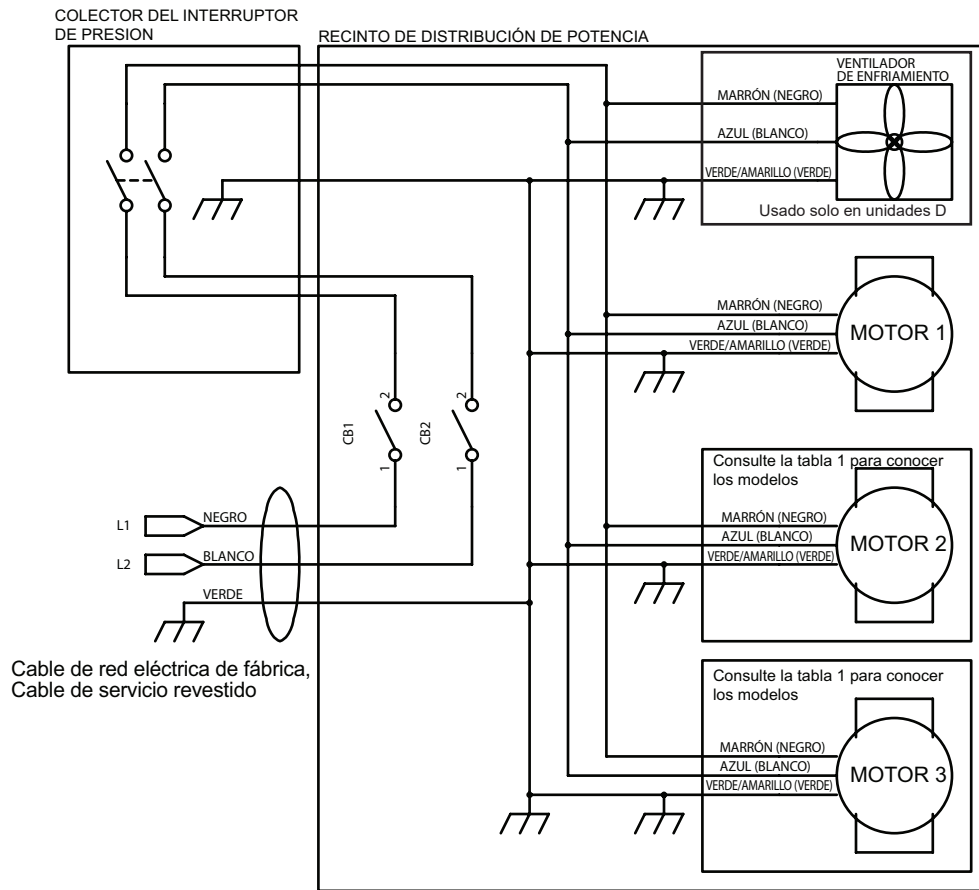 COLECTOR DEL INTERRUPTOR
DE PRESION
RECINTO DE DISTRIBUCIÓN DE POTENCIA
VENTILADOR
DE ENFRIAMIENTO
MARRÓN (NEGRO)
AZUL (BLANCO)
VERDE/AMARILLO (VERDE)
Usado solo en unidades D
MARRÓN (NEGRO)
AZUL (BLANCO)
VERDE/AMARILLO (VERDE)
MOTOR 1
2
2
CB1
CB2
1
1
Consulte la tabla 1 para conocer
los modelos
MARRÓN (NEGRO)
AZUL (BLANCO)
VERDE/AMARILLO (VERDE)
MOTOR 2
L1
NEGRO
L2
BLANCO
VERDE
Cable de red eléctrica de fábrica,
Cable de servicio revestido
Consulte la tabla 1 para conocer
los modelos
MARRÓN (NEGRO)
AZUL (BLANCO)
VERDE/AMARILLO (VERDE)
MOTOR 3